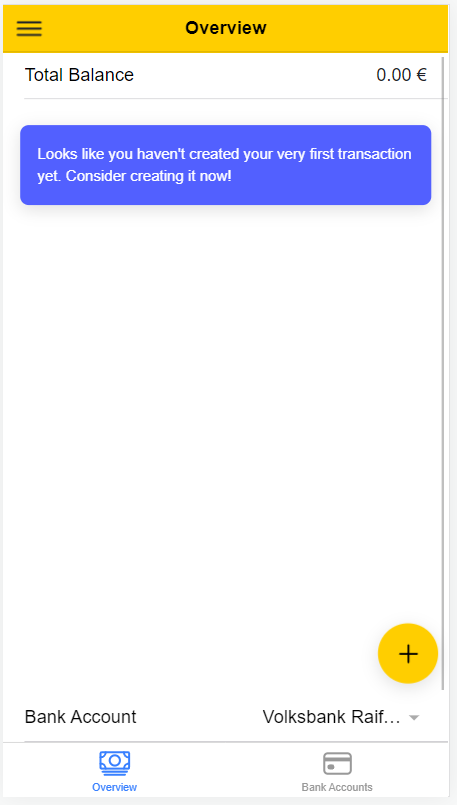 Overview
Total Balance 0.00 €
Looks like you haven't created your very first transaction
yet. Consider creating it now!
Bank Account Volksbank Raif...
Overview Bank Accounts